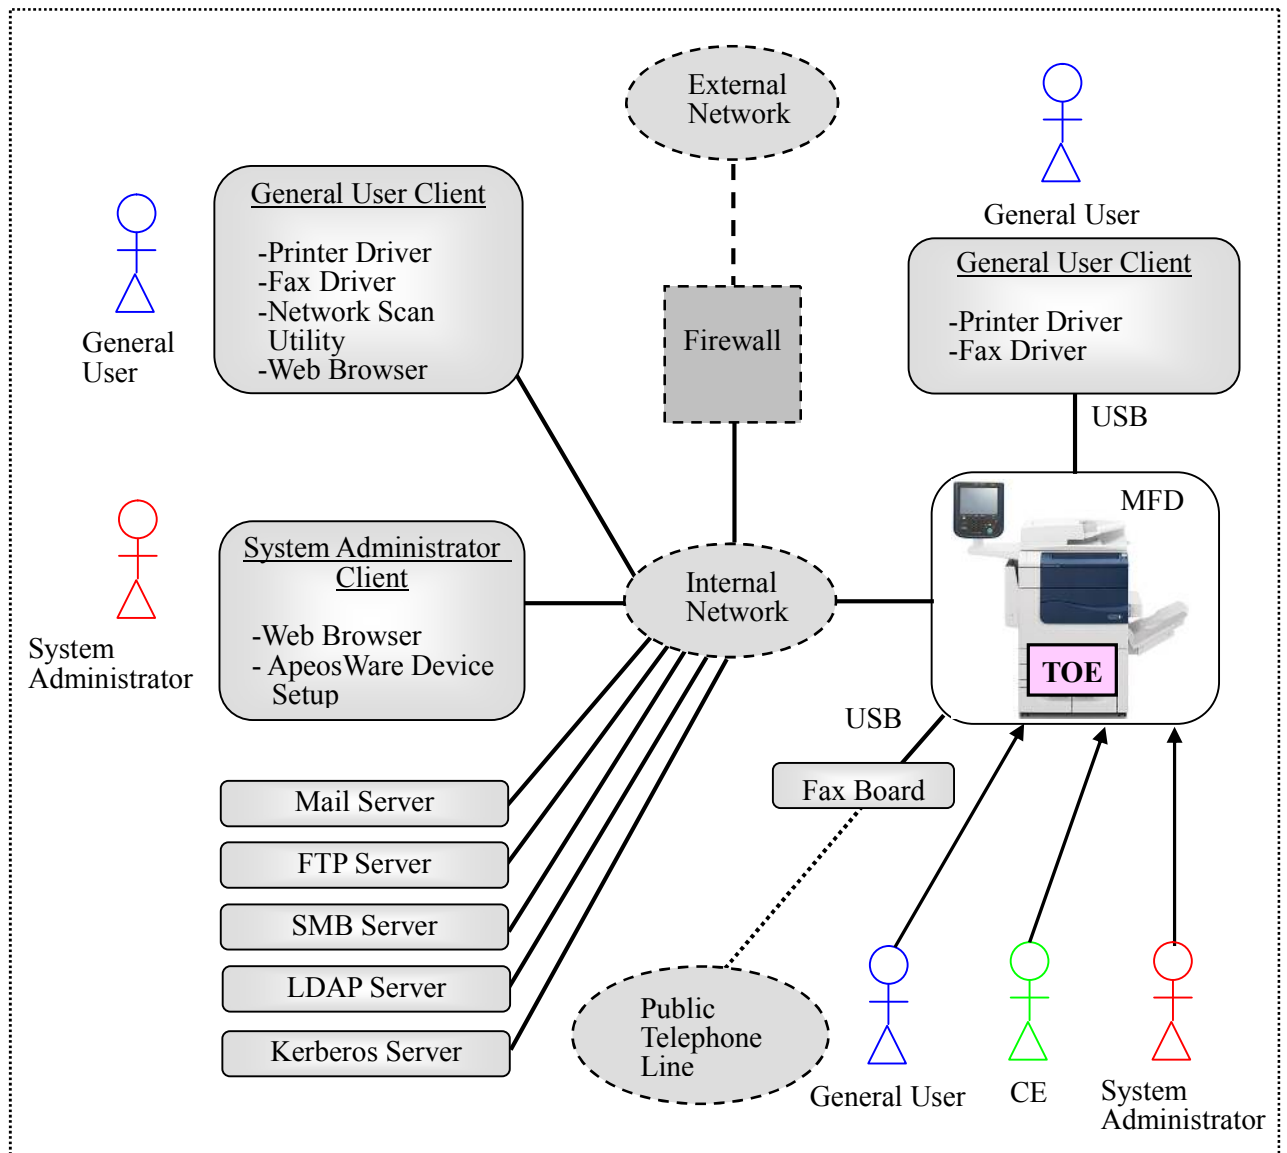 External
Network
General User
General User Client
-Printer Driver
-Fax Driver
-Network Scan
Utility
-Web Browser
General
User
Firewall
General User Client
-Printer Driver
-Fax Driver
USB
MFD
TOE
System Administrator
Client
-Web Browser
- ApeosWare Device
Setup
System
Administrator
Internal
Network
USB
Fax Board
Mail Server
FTP Server
SMB Server
LDAP Server
Kerberos Server
Public
Telephone
Line
General User
CE
System
Administrator